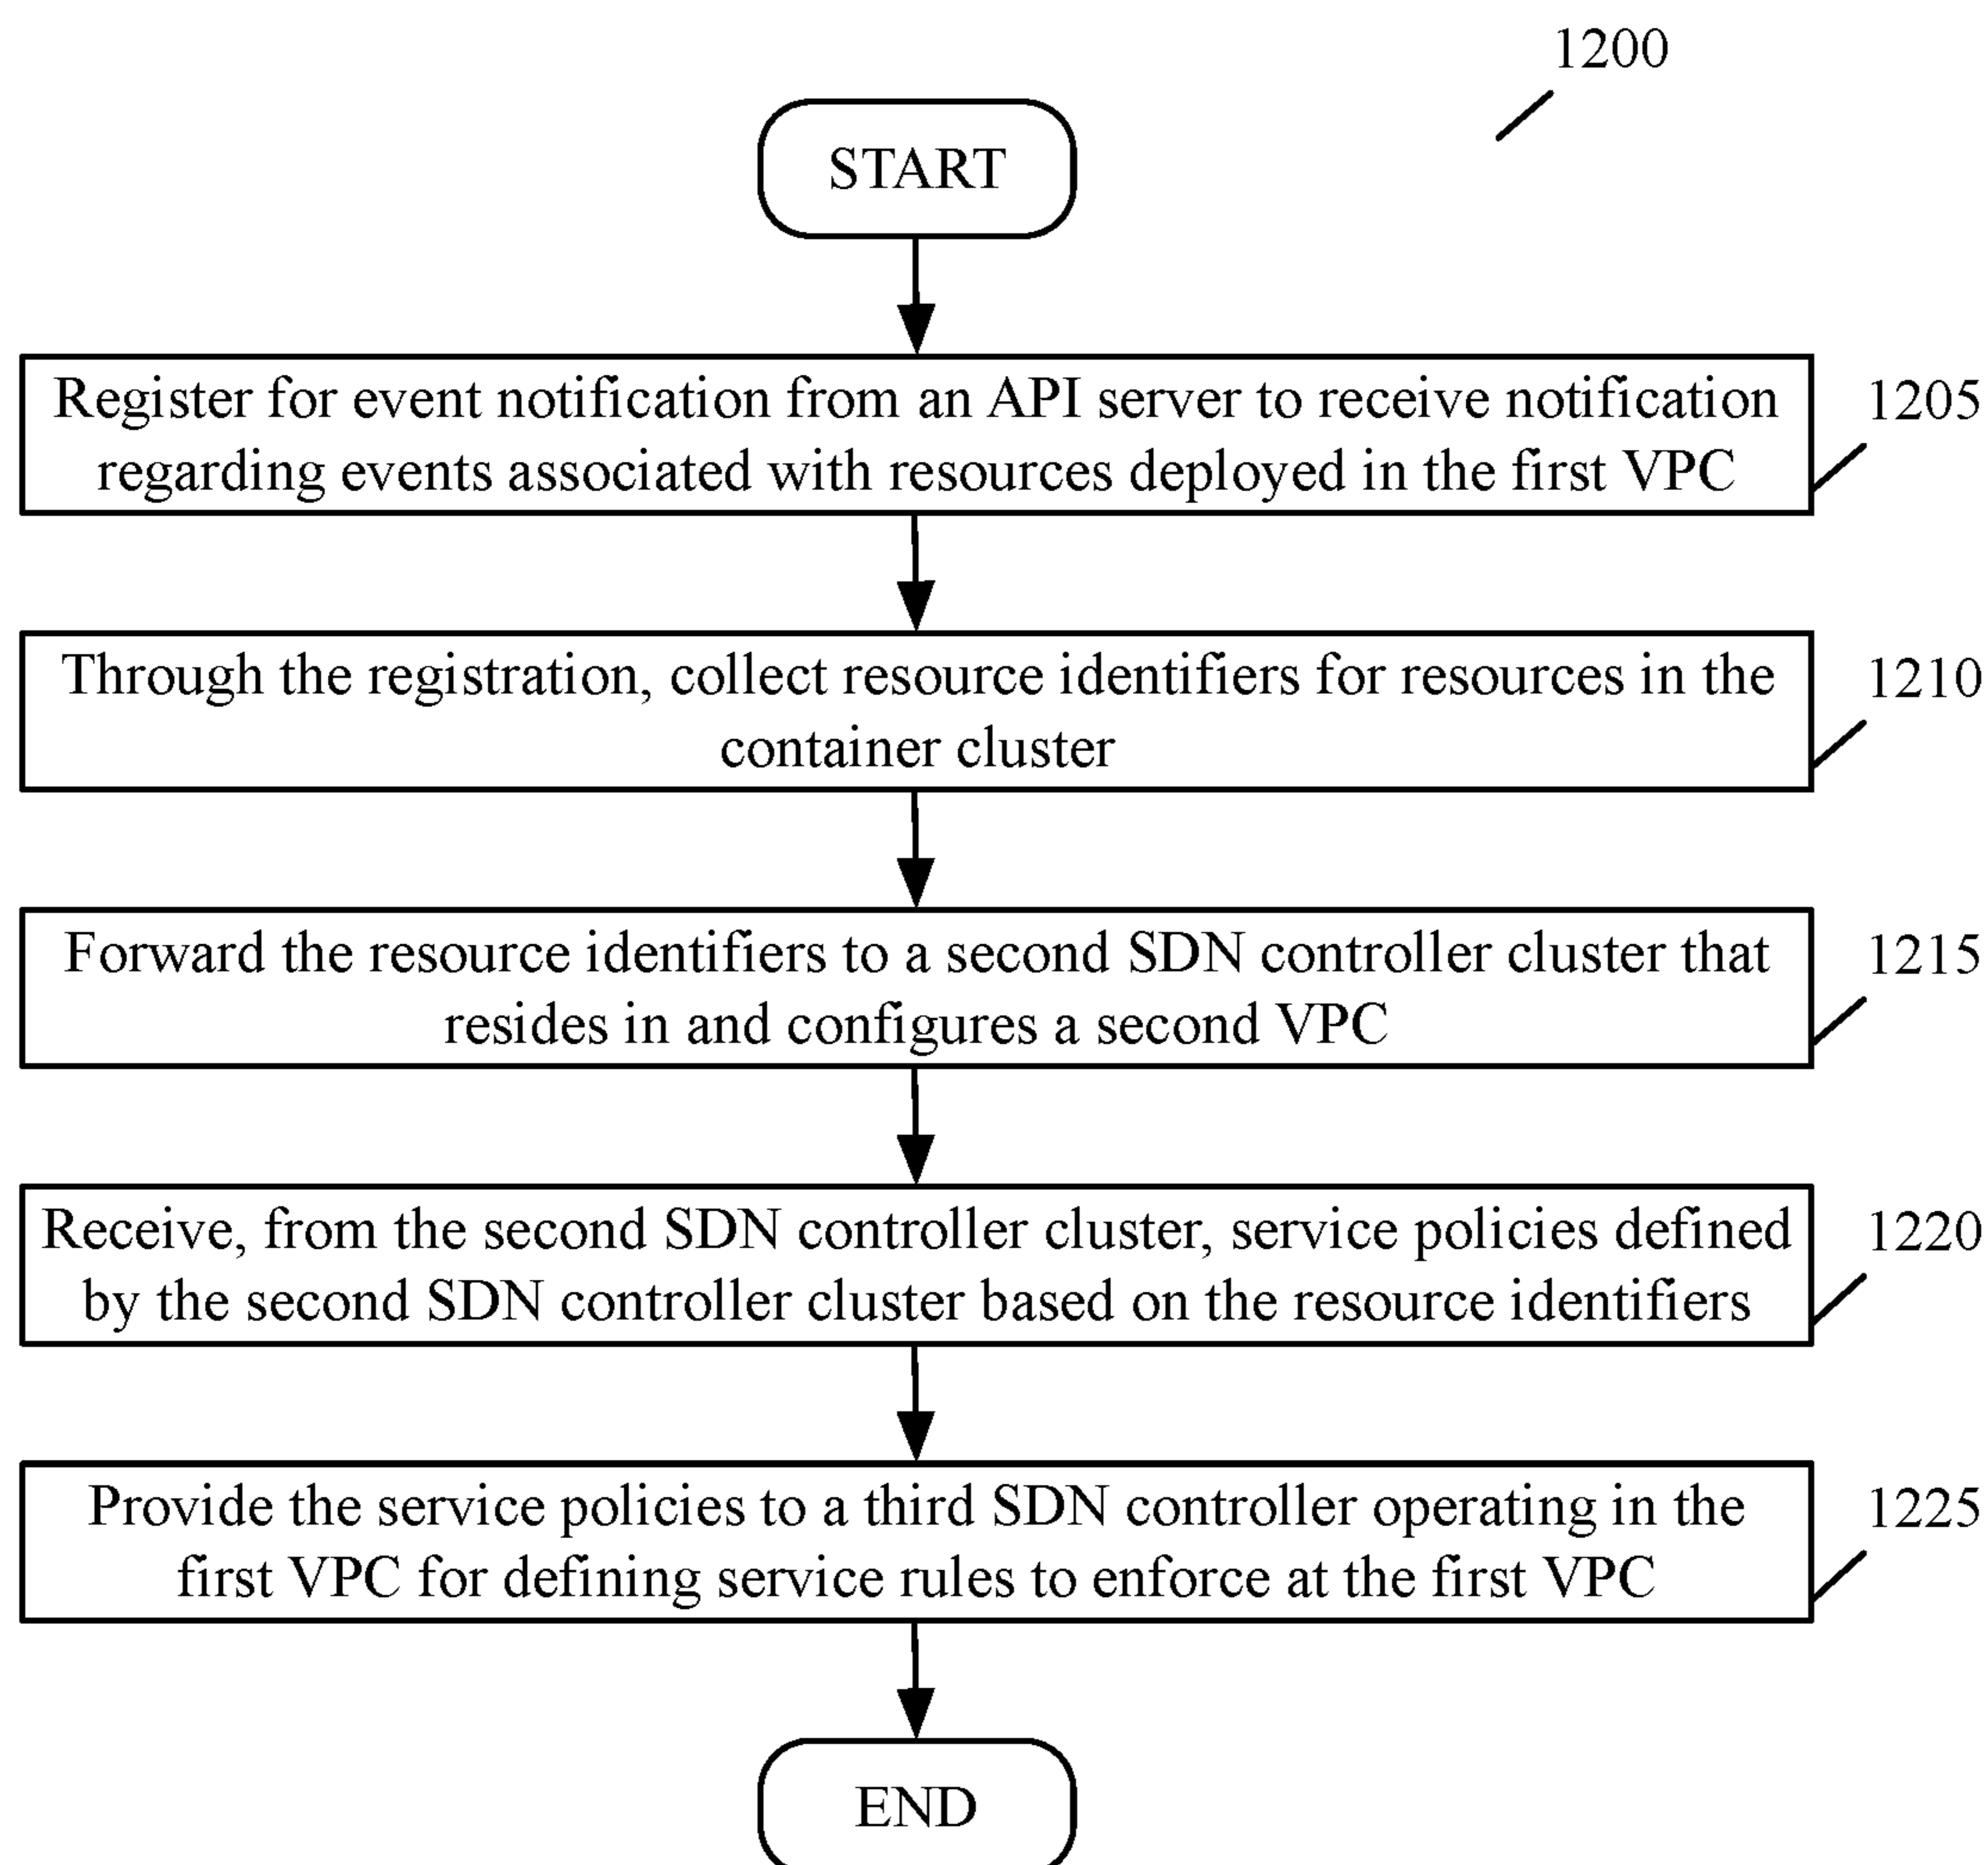 1200
START
Register for event notification from an API server to receive notification
regarding events associated with resources deployed in the first VPC
1205
Through the registration, collect resource identifiers for resources in the
container cluster
1210
Forward the resource identifiers to a second SDN controller cluster that
resides in and configures a second VPC
1215
Receive, from the second SDN controller cluster, service policies defined
by the second SDN controller cluster based on the resource identifiers
1220
Provide the service policies to a third SDN controller operating in the
first VPC for defining service rules to enforce at the first VPC
1225
END